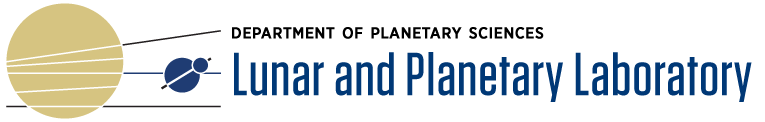 DEPARTMENT OF PLANETARY SCIENCES
Lunar and Planetary Laboratory